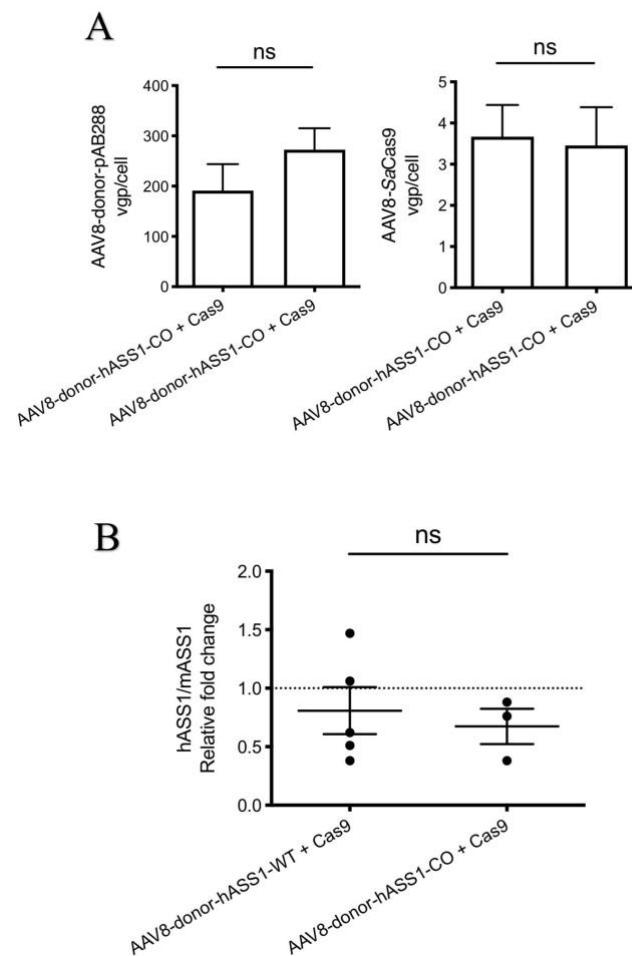 A
ns
AAV8-donor-pAB288
vgp/cell
400
300
200
100
0
AAV8-donor-hASS1-CO + Cas9
AAV8-donor-hASS1-CO + Cas9
ns
AAV8-SaCas9
vgp/cell
5
4
3
2
1
0
AAV8-donor-hASS1-CO + Cas9
AAV8-donor-hASS1-CO + Cas9
B
ns
hASS1/mASS1
Relative fold change
2.0
1.5
1.0
0.5
0.0
AAV8-donor-hASS1-WT + Cas9
AAV8-donor-hASS1-CO + Cas9